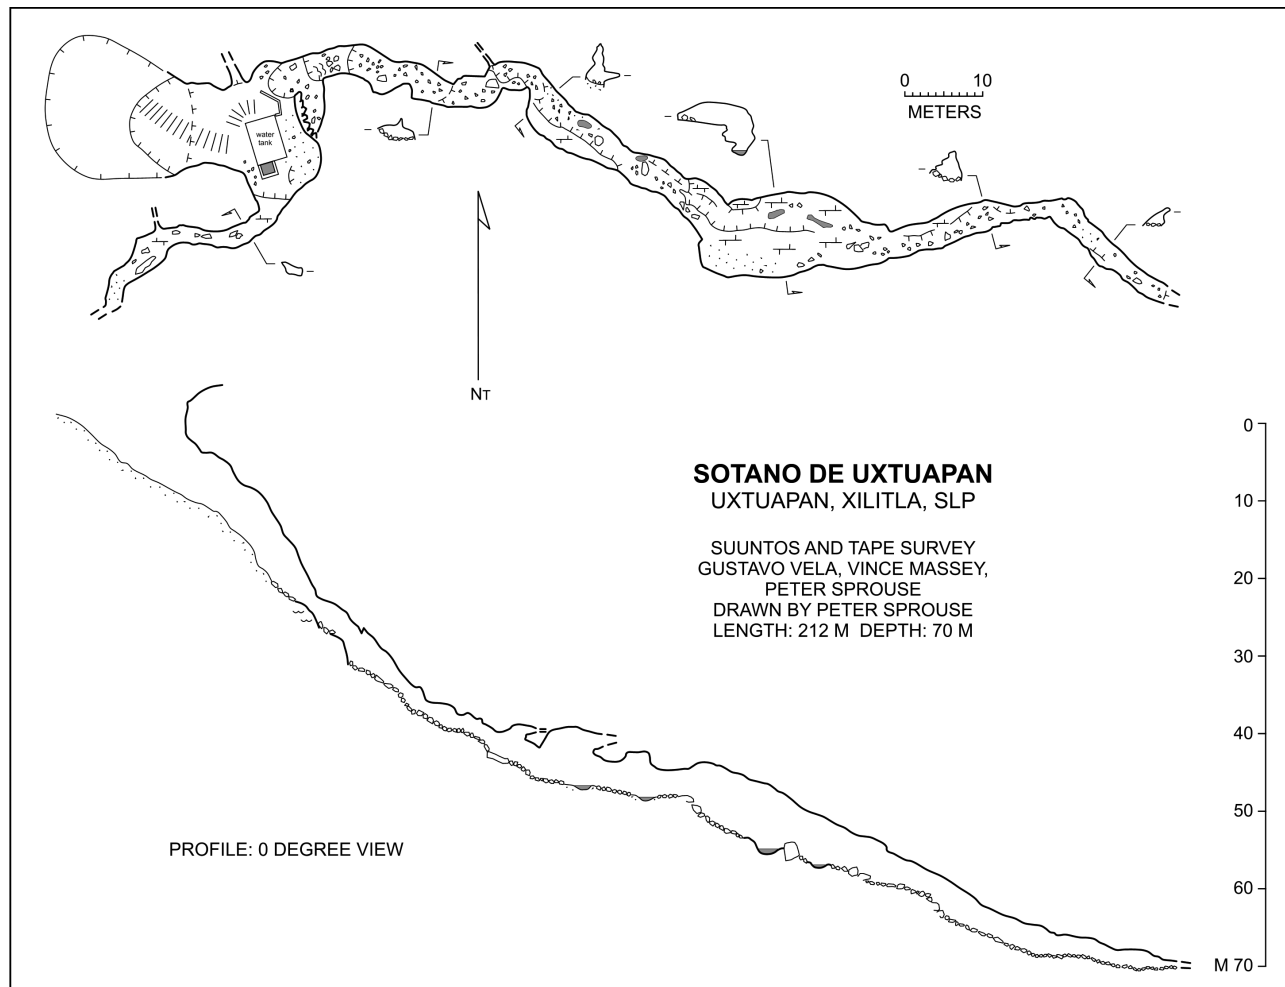 water
tank
0 10
METERS
NT
SOTANO DE UXTUAPAN
UXTUAPAN, XILITLA, SLP
SUUNTOS AND TAPE SURVEY
GUSTAVO VELA, VINCE MASSEY,
PETER SPROUSE
DRAWN BY PETER SPROUSE
LENGTH: 212 M DEPTH: 70 M
PROFILE: 0 DEGREE VIEW
0
10
20
30
40
50
60
M 70